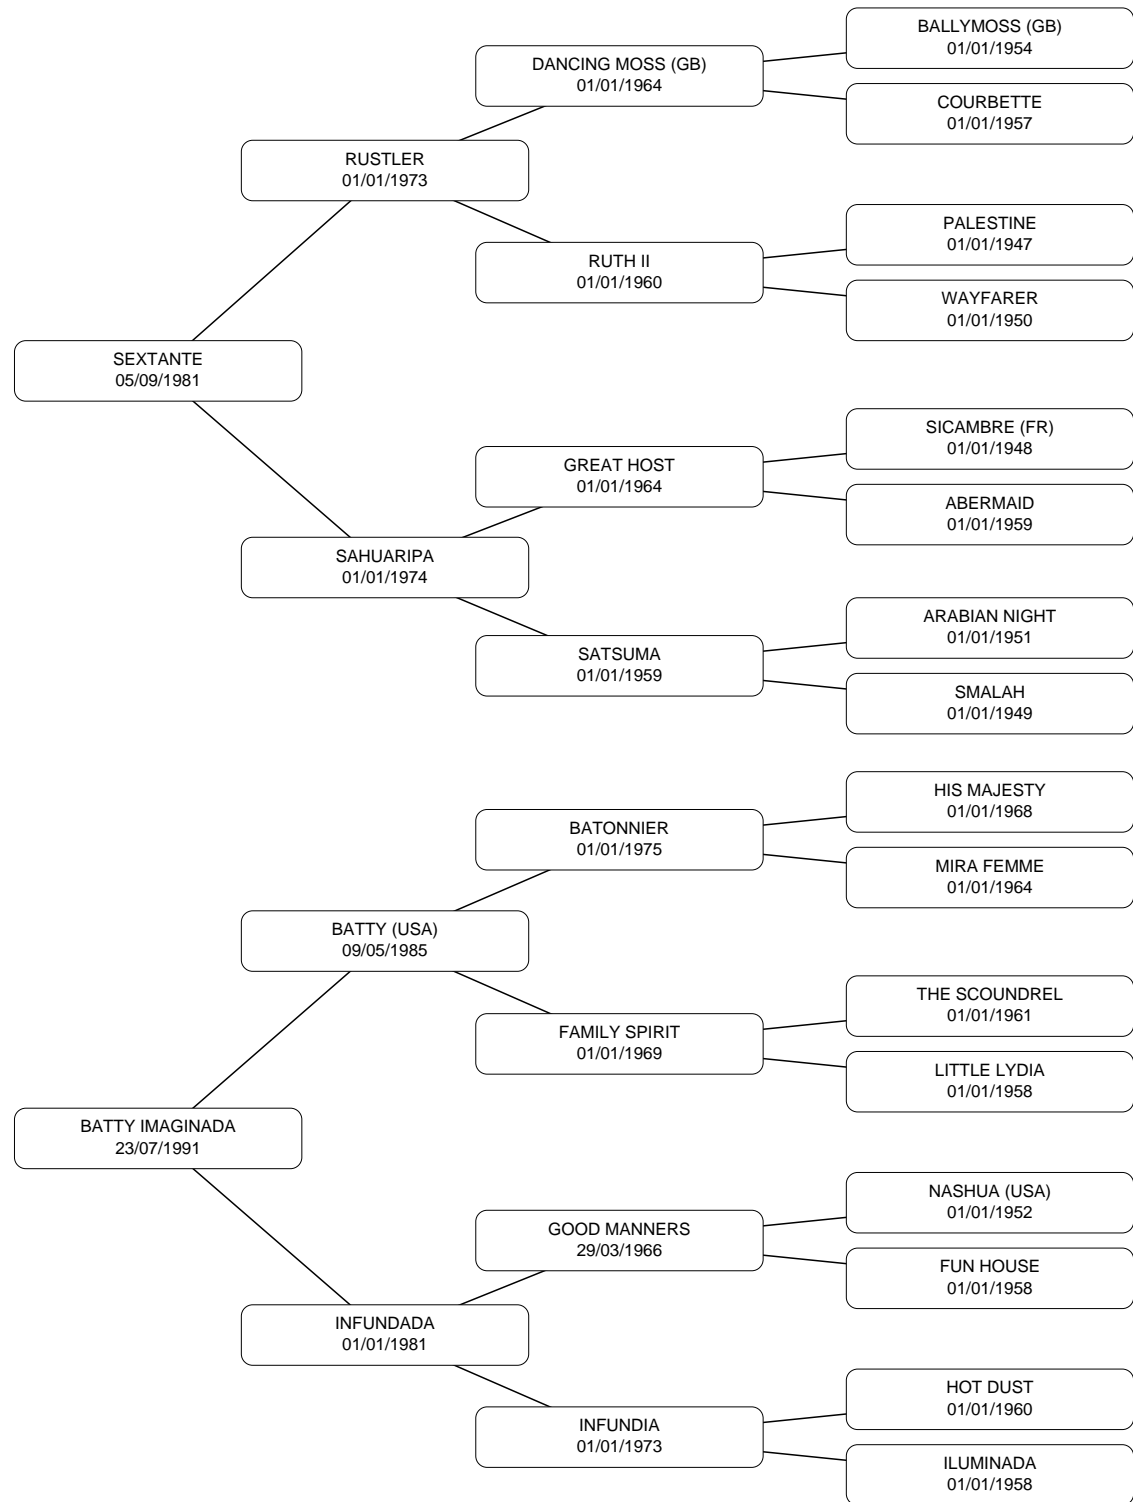 BALLYMOSS (GB)
01/01/1954
DANCING MOSS (GB)
01/01/1964
COURBETTE
01/01/1957
RUSTLER
01/01/1973
PALESTINE
01/01/1947
RUTH II
01/01/1960
WAYFARER
01/01/1950
SEXTANTE
05/09/1981
SICAMBRE (FR)
01/01/1948
GREAT HOST
01/01/1964
ABERMAID
01/01/1959
SAHUARIPA
01/01/1974
ARABIAN NIGHT
01/01/1951
SATSUMA
01/01/1959
SMALAH
01/01/1949
HIS MAJESTY
01/01/1968
BATONNIER
01/01/1975
MIRA FEMME
01/01/1964
BATTY (USA)
09/05/1985
THE SCOUNDREL
01/01/1961
FAMILY SPIRIT
01/01/1969
LITTLE LYDIA
01/01/1958
BATTY IMAGINADA
23/07/1991
NASHUA (USA)
01/01/1952
GOOD MANNERS
29/03/1966
FUN HOUSE
01/01/1958
INFUNDADA
01/01/1981
HOT DUST
01/01/1960
INFUNDIA
01/01/1973
ILUMINADA
01/01/1958